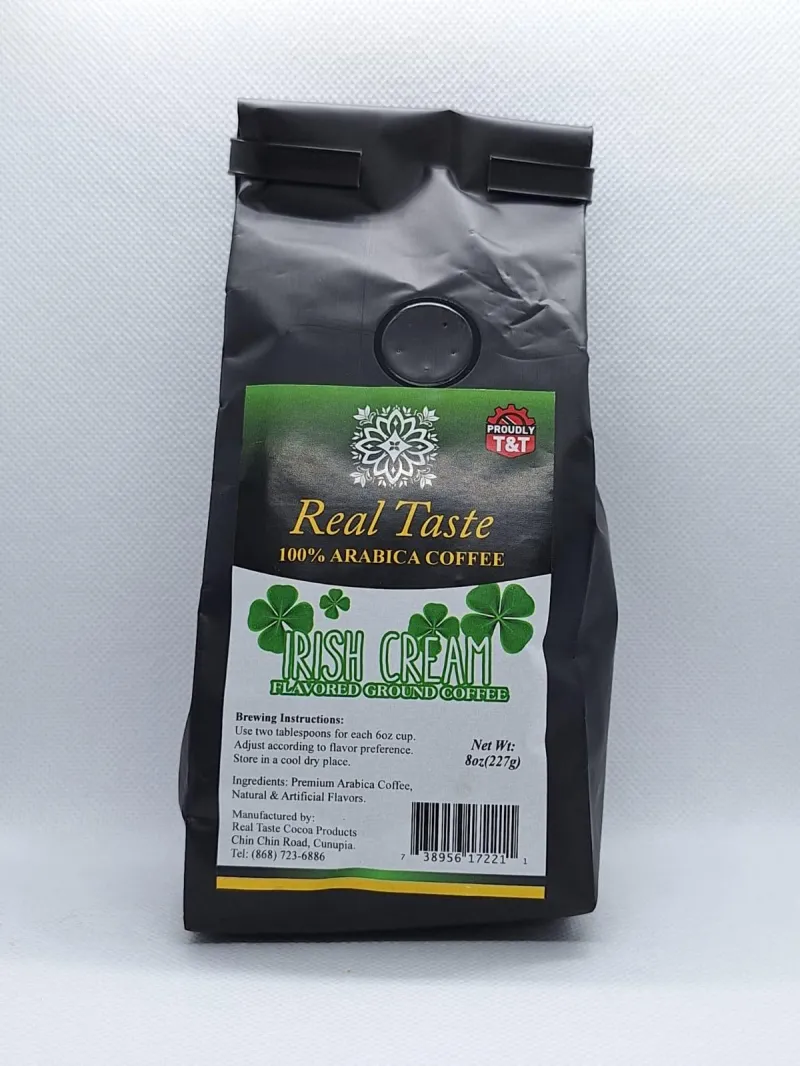 PROUDLY
T&T
Real Taste
100% ARABICA COFFEE
IRISH CREAM
FLAVORED GROUND COFFEE
Brewing Instructions:
Use two tablespoons for each 6oz cup.
Adjust according to flavor preference.
Store in a cool dry place.
Net Wt:
8oz(227g)
Ingredients: Premium Arabica Coffee,
Natural & Artificial Flavors.
Manufactured by:
Real Taste Cocoa Products
Chin Chin Road, Cunupia.
Tel: (868) 723-6886
7 38956 17221 1